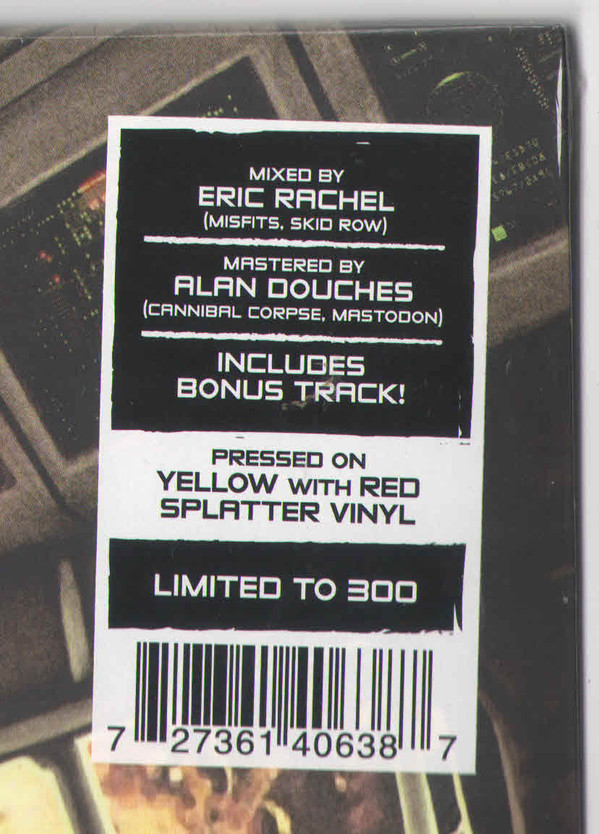 MIXED BY
ERIC RACHEL
(MISFITS, SKID ROW)
MASTERED BY
ALAN DOUCHES
(CANNIBAL CORPSE, MASTODON)
INCLUDES
BONUS TRACK!
PRESSED ON
YELLOW WITH RED
SPLATTER VINYL
LIMITED TO 300
7 27361 40638 7